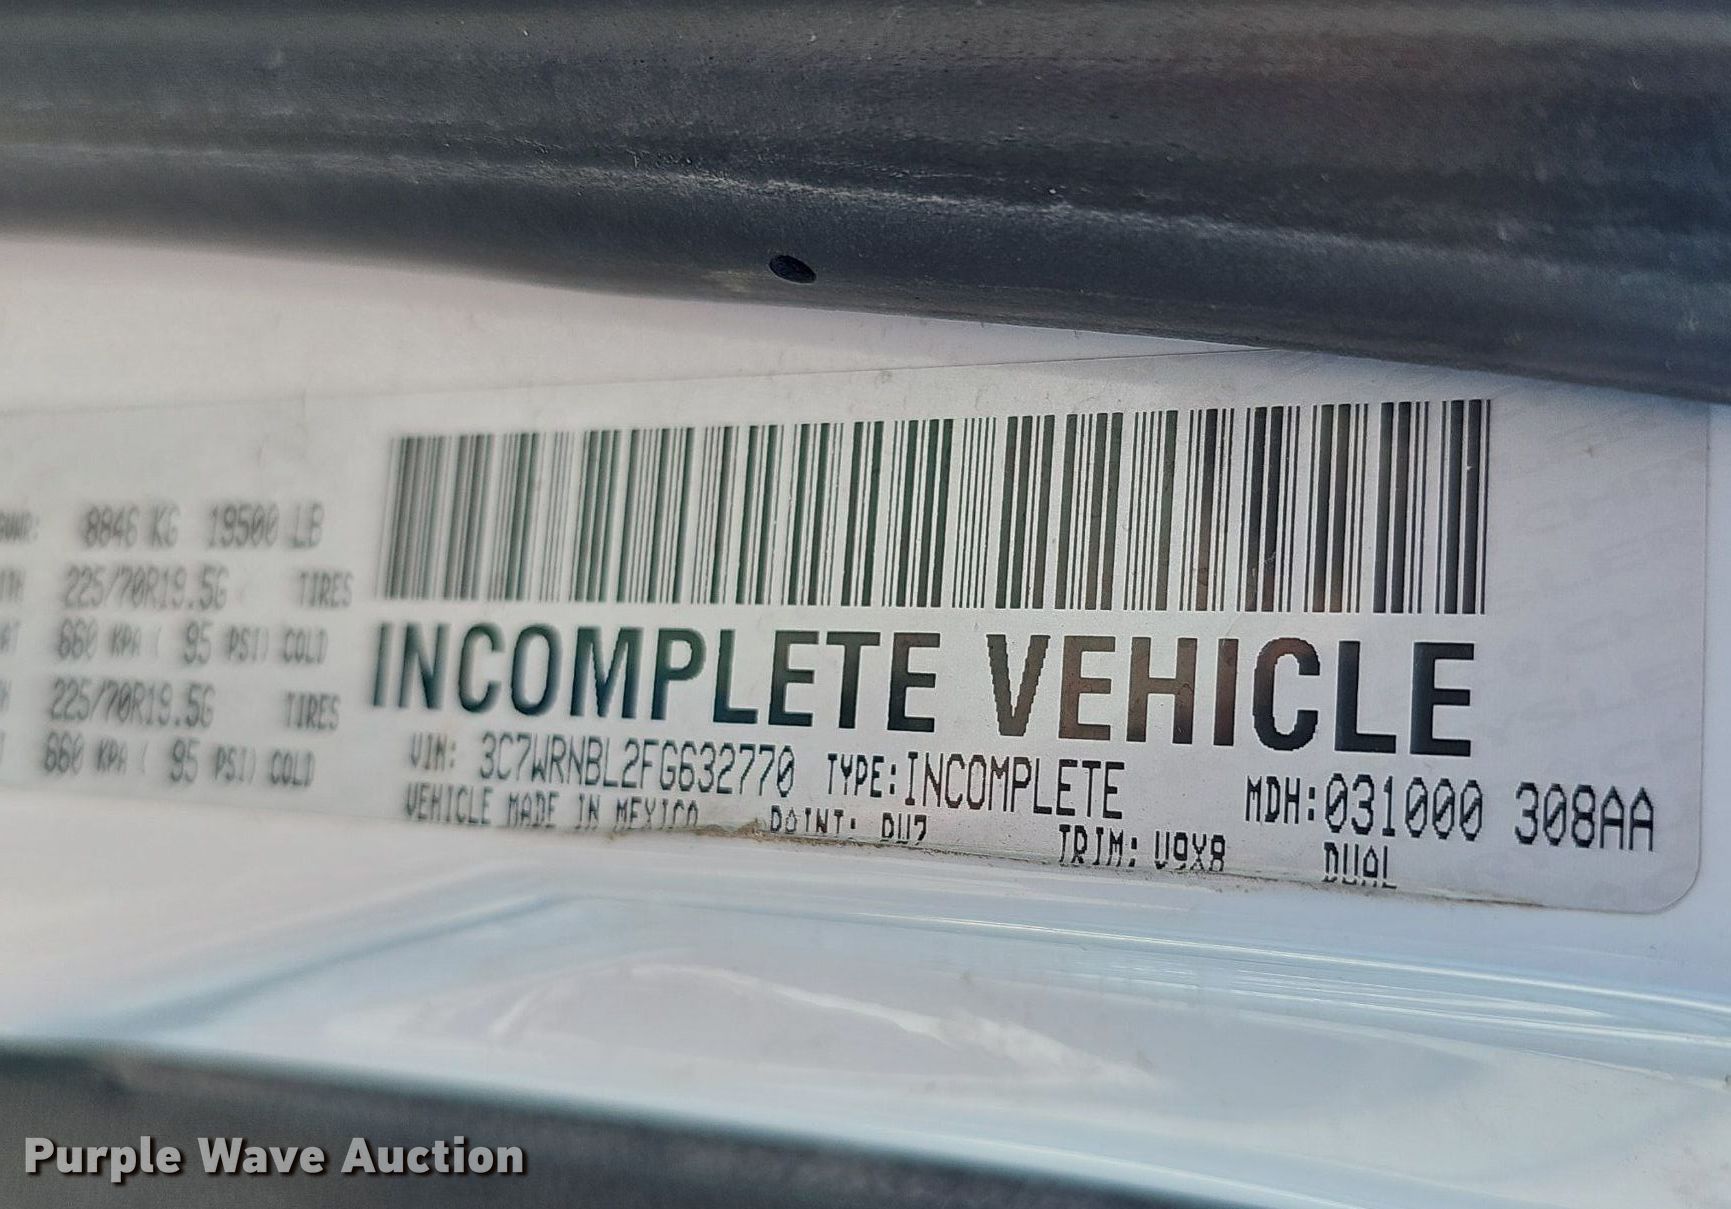 8846 KG 19500 LB
225/70R19.5G TIRES
660 KPA ( 95 PSI) COLD
225/70R19.5G TIRES
660 KPA ( 95 PSI) COLD
INCOMPLETE VEHICLE
VIN: 3C7WRNBL2FG632770 TYPE:INCOMPLETE MDH:031000 308AA
VEHICLE MADE IN MEXICO PAINT: PW7 TRIM: V9X8 DUAL
Purple Wave Auction